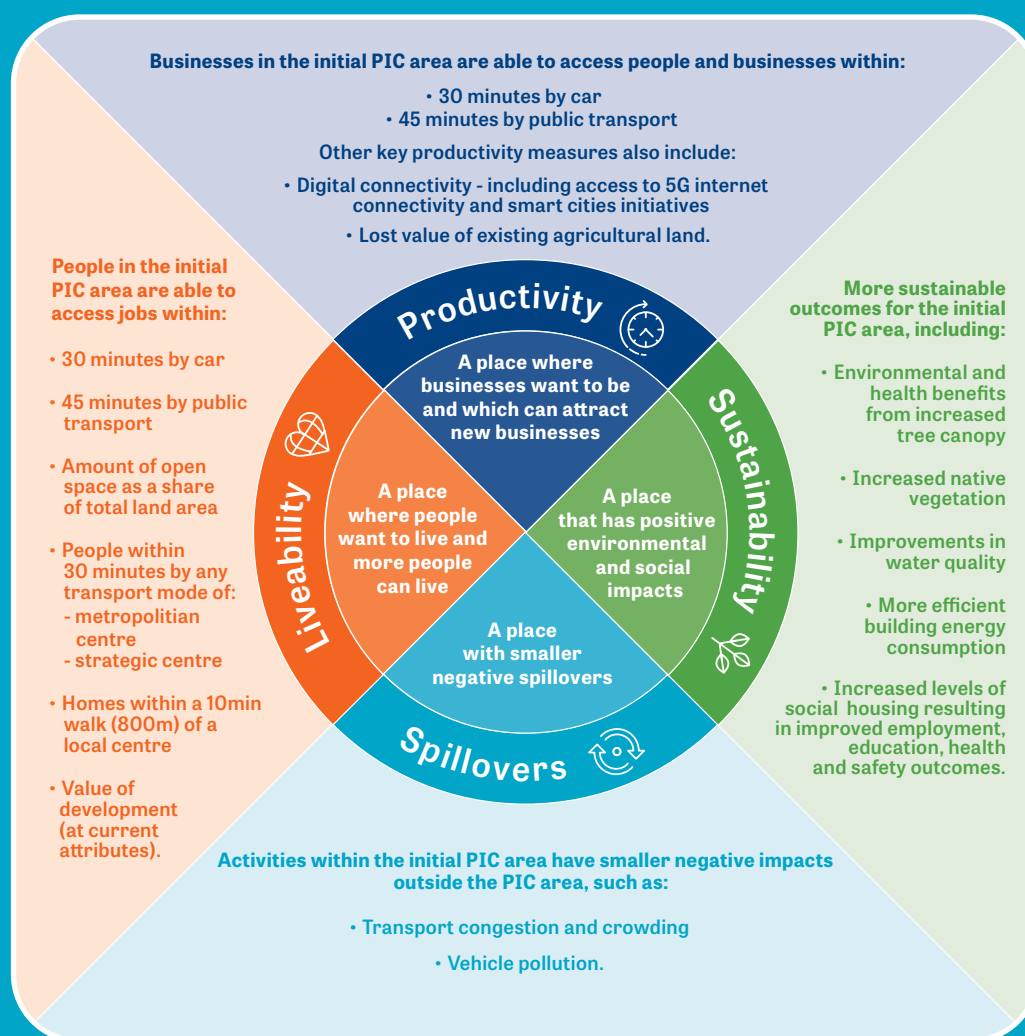 Businesses in the initial PIC area are able to access people and businesses within:
• 30 minutes by car
• 45 minutes by public transport
Other key productivity measures also include:
• Digital connectivity - including access to 5G internet
connectivity and smart cities initiatives
• Lost value of existing agricultural land.
People in the initial
PIC area are able to
access jobs within:
• 30 minutes by car
• 45 minutes by public
transport
• Amount of open
space as a share
of total land area
• People within
30 minutes by any
transport mode of:
- metropolitian
centre
- strategic centre
• Homes within a 10min
walk (800m) of a
local centre
• Value of
development
(at current
attributes).
Productivity
A place where
businesses want to be
and which can attract
new businesses
Liveability
A place
where people
want to live and
more people
can live
Sustainability
A place
that has positive
environmental
and social
impacts
A place
with smaller
negative spillovers
Spillovers
More sustainable
outcomes for the initial
PIC area, including:
• Environmental and
health benefits
from increased
tree canopy
• Increased native
vegetation
• Improvements in
water quality
• More efficient
building energy
consumption
• Increased levels of
social housing resulting
in improved employment,
education, health
and safety outcomes.
Activities within the initial PIC area have smaller negative impacts
outside the PIC area, such as:
• Transport congestion and crowding
• Vehicle pollution.